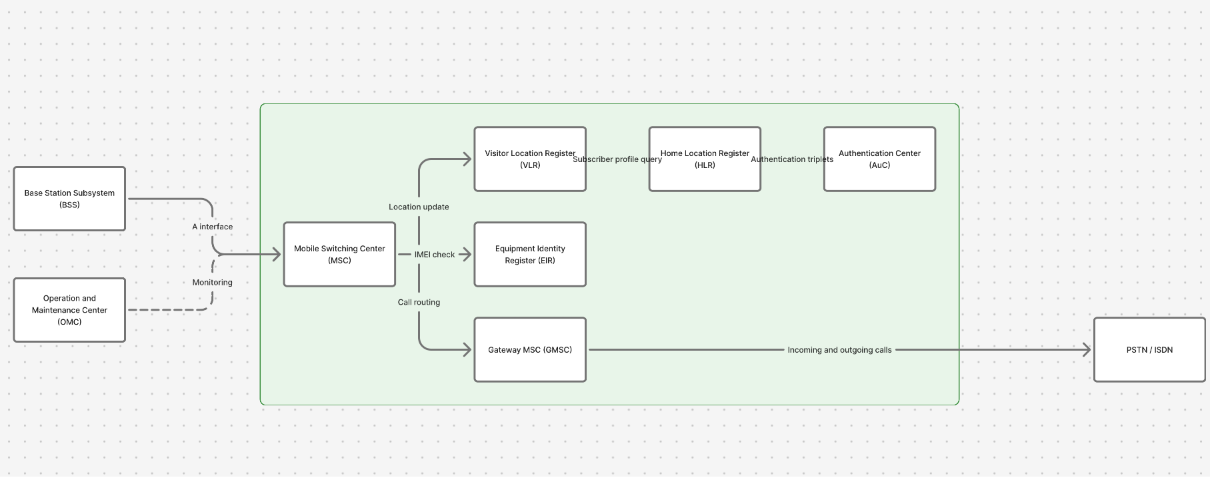 Visitor Location Register
(VLR)
Subscriber profile query
Home Location Register
(HLR)
Authentication triplets
Authentication Center
(AuC)
Base Station Subsystem
(BSS)
Location update
A interface
Mobile Switching Center
(MSC)
IMEI check
Equipment Identity
Register (EIR)
Monitoring
Operation and
Maintenance Center
(OMC)
Call routing
Gateway MSC (GMSC)
Incoming and outgoing calls
PSTN / ISDN